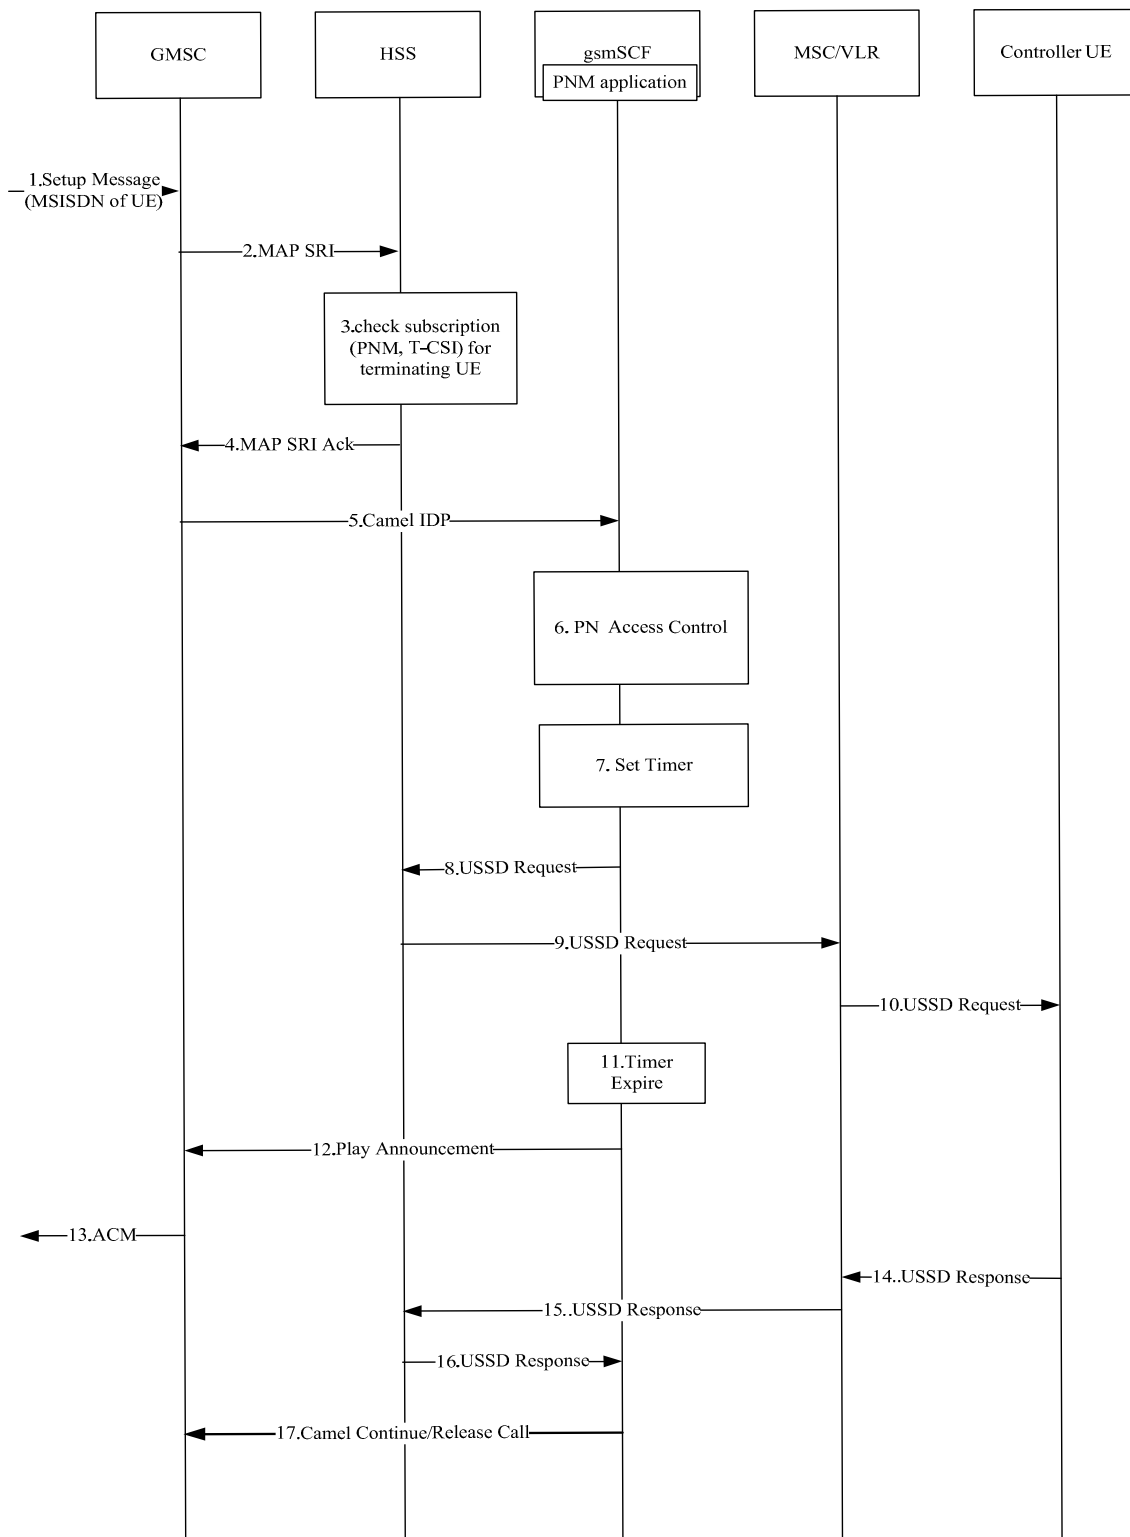 GMSC
HSS
gsmSCF
PNM application
MSC/VLR
Controller UE
1.Setup Message
(MSISDN of UE)
2.MAP SRI
3.check subscription
(PNM, T-CSI) for
terminating UE
4.MAP SRI Ack
5.Camel IDP
6. PN Access Control
7. Set Timer
8.USSD Request
9.USSD Request
10.USSD Request
11.Timer
Expire
12.Play Announcement
13.ACM
14..USSD Response
15..USSD Response
16.USSD Response
17.Camel Continue/Release Call